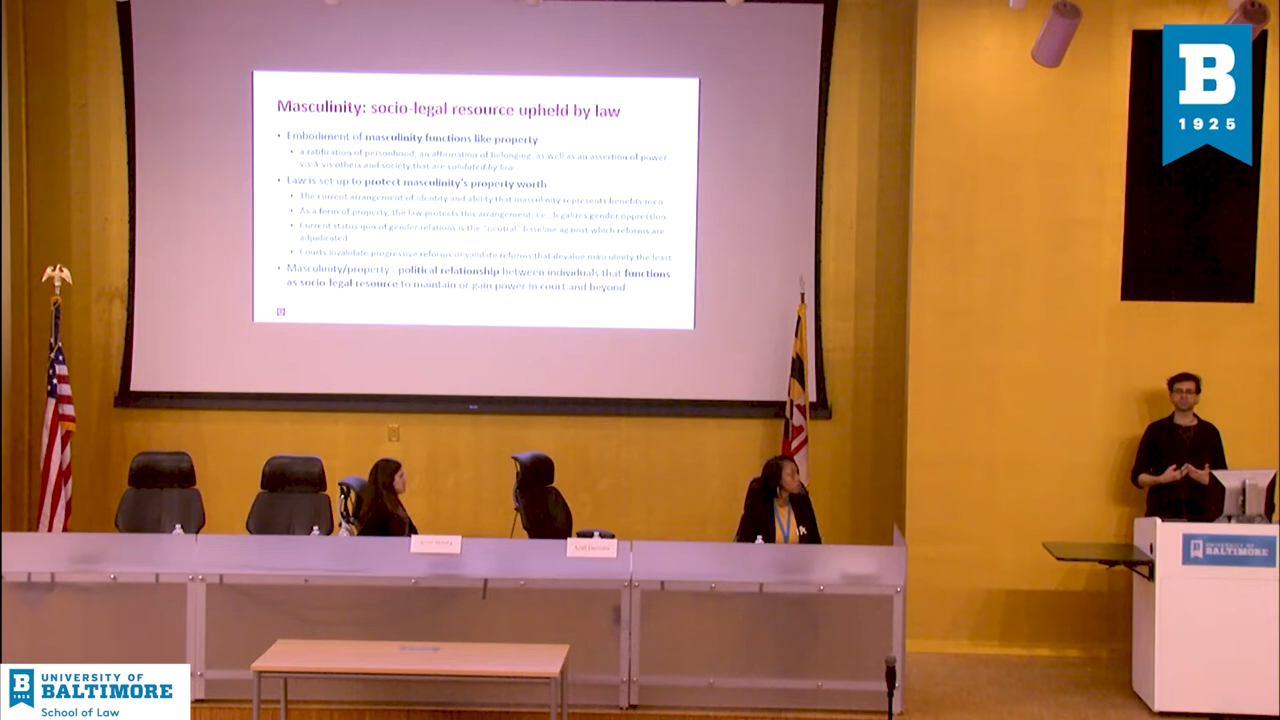 Masculinity: socio-legal resource upheld by law
• Embodiment of masculinity functions like property
• a ratification of personhood, an affirmation of belonging, as well as an assertion of power
vis-à-vis others and society that are validated by law
• Law is set up to protect masculinity's property worth
• The current arrangement of identity and ability that masculinity represents benefits men
• As a form of property, the law protects this arrangement, i.e., legalizes gender oppression
• Current status quo of gender relations is the "neutral" baseline against which reforms are
adjudicated
• Courts invalidate progressive reforms or validate reforms that devalue masculinity the least
• Masculinity/property - political relationship between individuals that functions
as socio-legal resource to maintain or gain power in court and beyond
B
1925
UNIVERSITY OF
BALTIMORE
B
1925
UNIVERSITY OF
BALTIMORE
School of Law